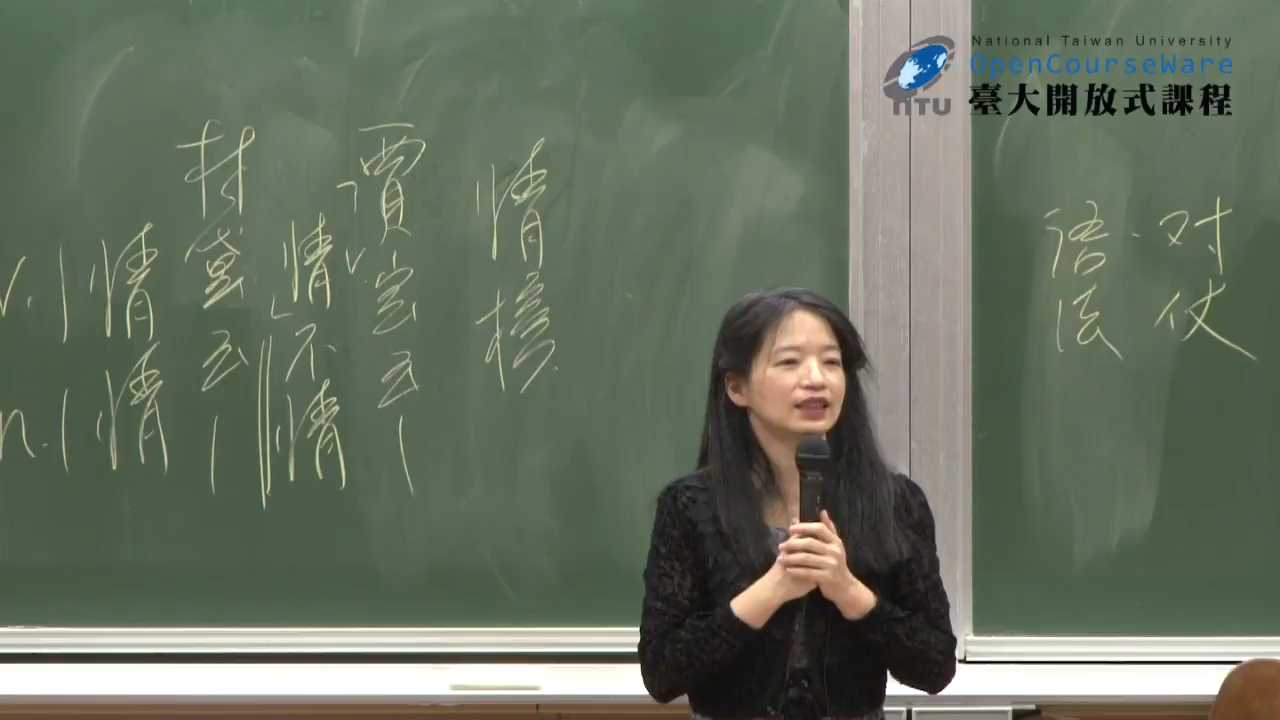 National Taiwan University
OpenCourseWare
臺大開放式課程
NTU
对仗
语法
情榜
賈宝玉
情不情
林黛玉
情情